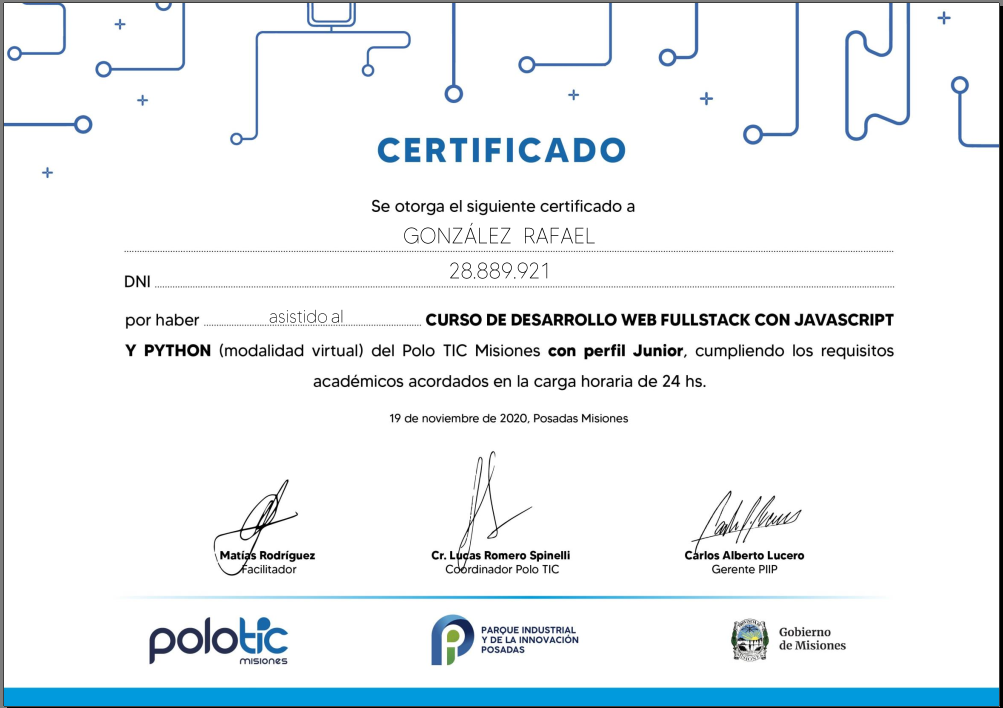 CERTIFICADO
Se otorga el siguiente certificado a
GONZÁLEZ RAFAEL
28.889.921
DNI
por haber asistido al CURSO DE DESARROLLO WEB FULLSTACK CON JAVASCRIPT
Y PYTHON (modalidad virtual) del Polo TIC Misiones con perfil Junior, cumpliendo los requisitos
académicos acordados en la carga horaria de 24 hs.
19 de noviembre de 2020, Posadas Misiones
Matías Rodríguez
Facilitador
Cr. Lucas Romero Spinelli
Coordinador Polo TIC
Carlos Alberto Lucero
Gerente PIIP
polotic
misiones
PARQUE INDUSTRIAL
Y DE LA INNOVACIÓN
POSADAS
Gobierno
de Misiones